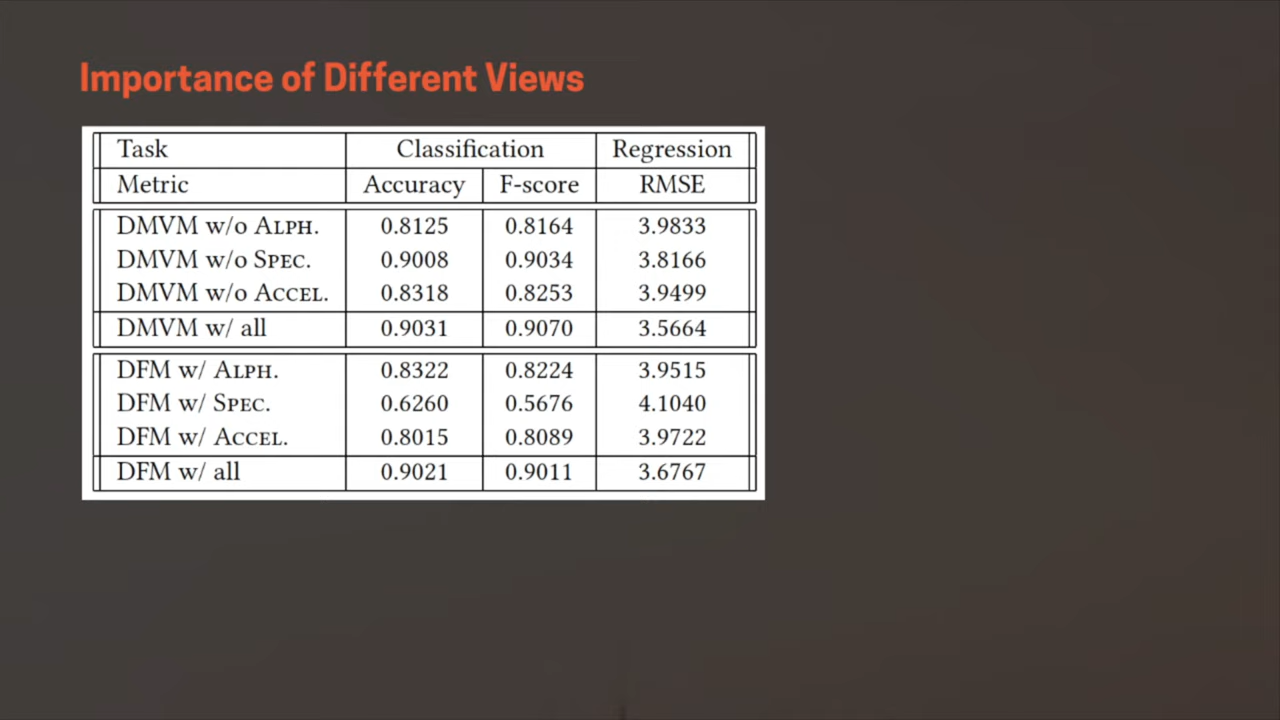 Importance of Different Views
Task Classification Regression
Metric Accuracy F-score RMSE
DMVM w/o ALPH. 0.8125 0.8164 3.9833
DMVM w/o SPEC. 0.9008 0.9034 3.8166
DMVM w/o ACCEL. 0.8318 0.8253 3.9499
DMVM w/ all 0.9031 0.9070 3.5664
DFM w/ ALPH. 0.8322 0.8224 3.9515
DFM w/ SPEC. 0.6260 0.5676 4.1040
DFM w/ ACCEL. 0.8015 0.8089 3.9722
DFM w/ all 0.9021 0.9011 3.6767